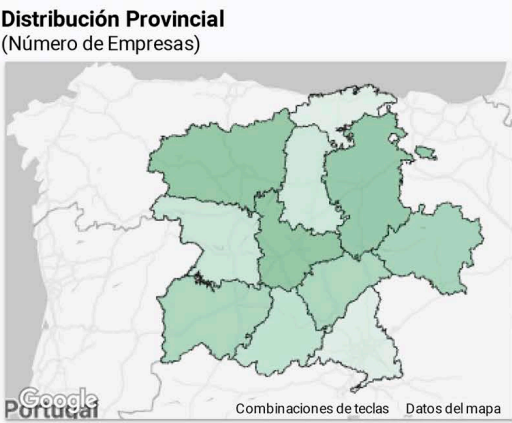 Distribución Provincial
(Número de Empresas)
Google
Portugal
Combinaciones de teclas Datos del mapa